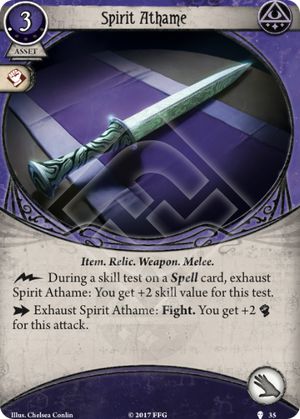 Spirit Athame
3
ASSET
Item. Relic. Weapon. Melee.
During a skill test on a Spell card, exhaust
Spirit Athame: You get +2 skill value for this test.
Exhaust Spirit Athame: Fight. You get +2
for this attack.
Illus. Chelsea Conlin
© 2017 FFG
35